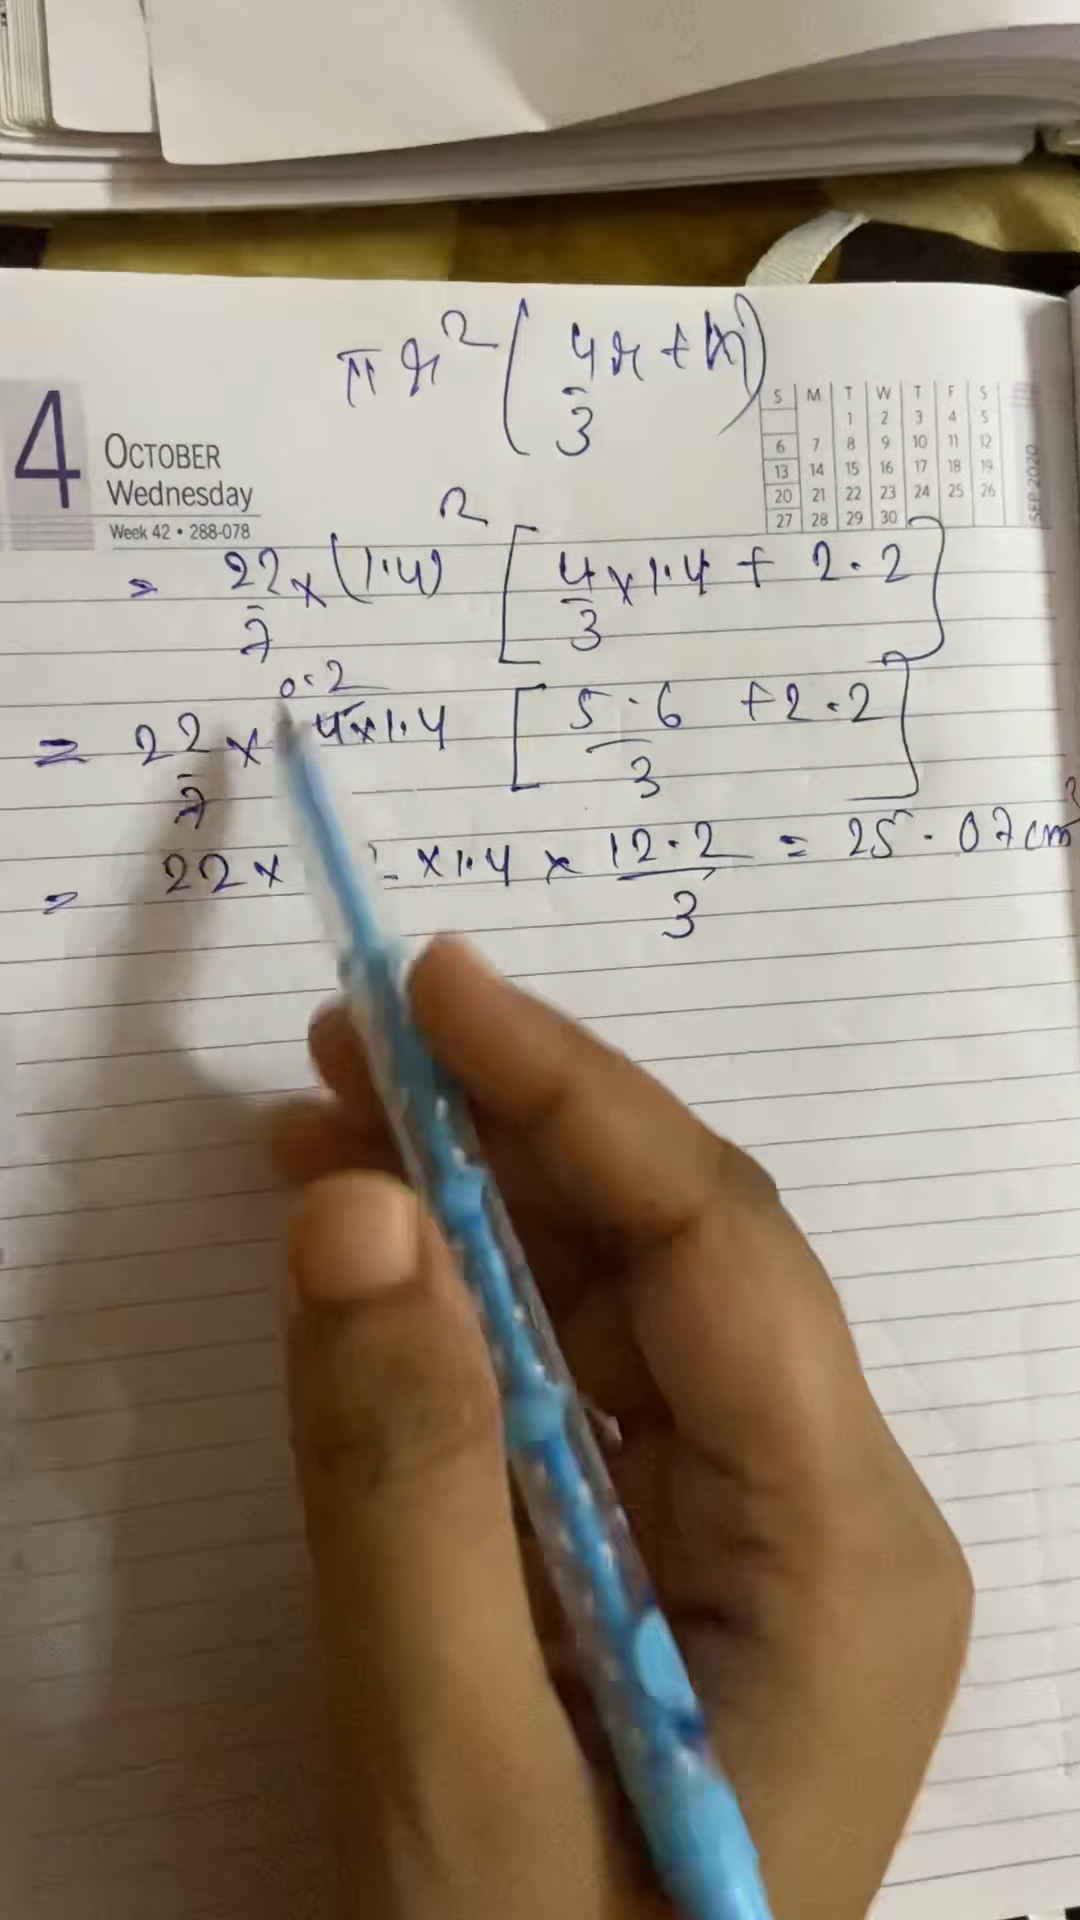 πr²(4/3 r + h)
4
OCTOBER
Wednesday
Week 42 • 288-078
S M T W T F S
1 2 3 4 5
6 7 8 9 10 11 12
13 14 15 16 17 18 19
20 21 22 23 24 25 26
27 28 29 30
SEP 2020
= 22/7 × (1.4)² [4/3 × 1.4 + 2.2]
0.2
= 22/7 × 4 × 1.4 [5.6/3 + 2.2]
= 22 × × 1.4 × 12.2/3 = 25.07 cm³